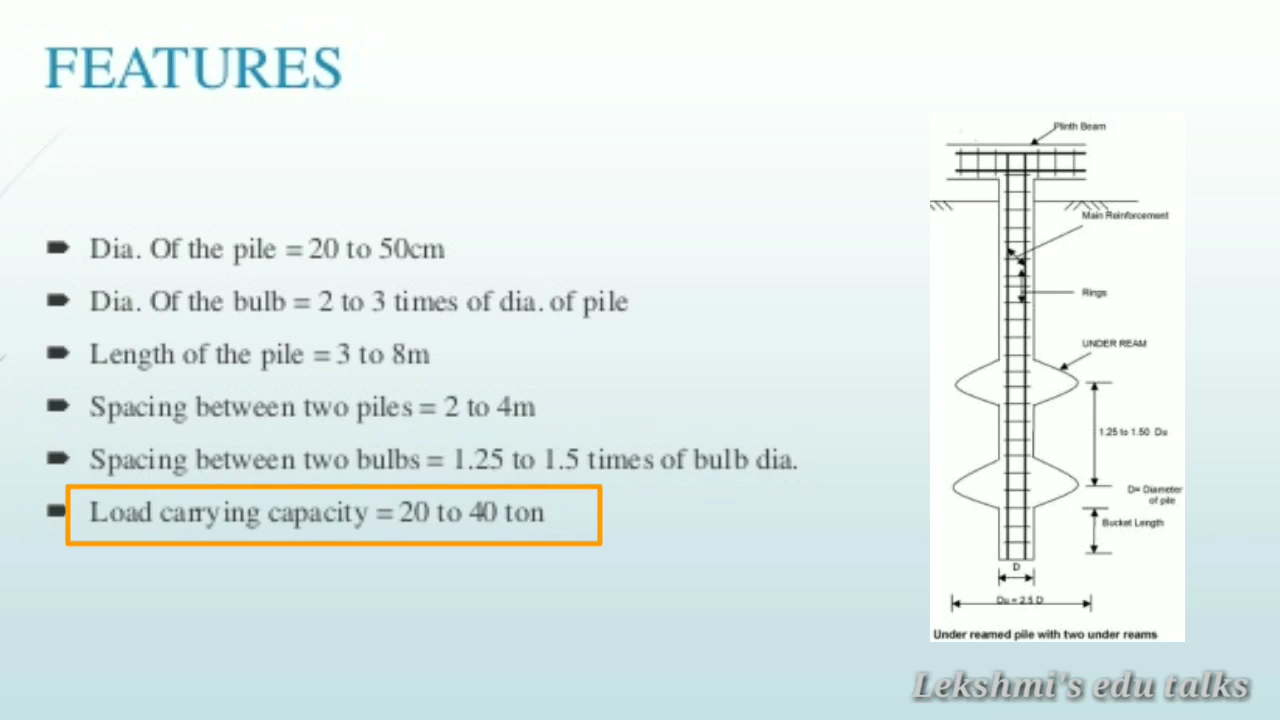 FEATURES
Dia. Of the pile = 20 to 50cm
Dia. Of the bulb = 2 to 3 times of dia. of pile
Length of the pile = 3 to 8m
Spacing between two piles = 2 to 4m
Spacing between two bulbs = 1.25 to 1.5 times of bulb dia.
Load carrying capacity = 20 to 40 ton
Plinth Beam
Main Reinforcement
Rings
UNDER REAM
1.25 to 1.50 Du
D= Diameter
of pile
Bucket Length
D
Du = 2.5 D
Under reamed pile with two under reams
Lekshmi's edu talks